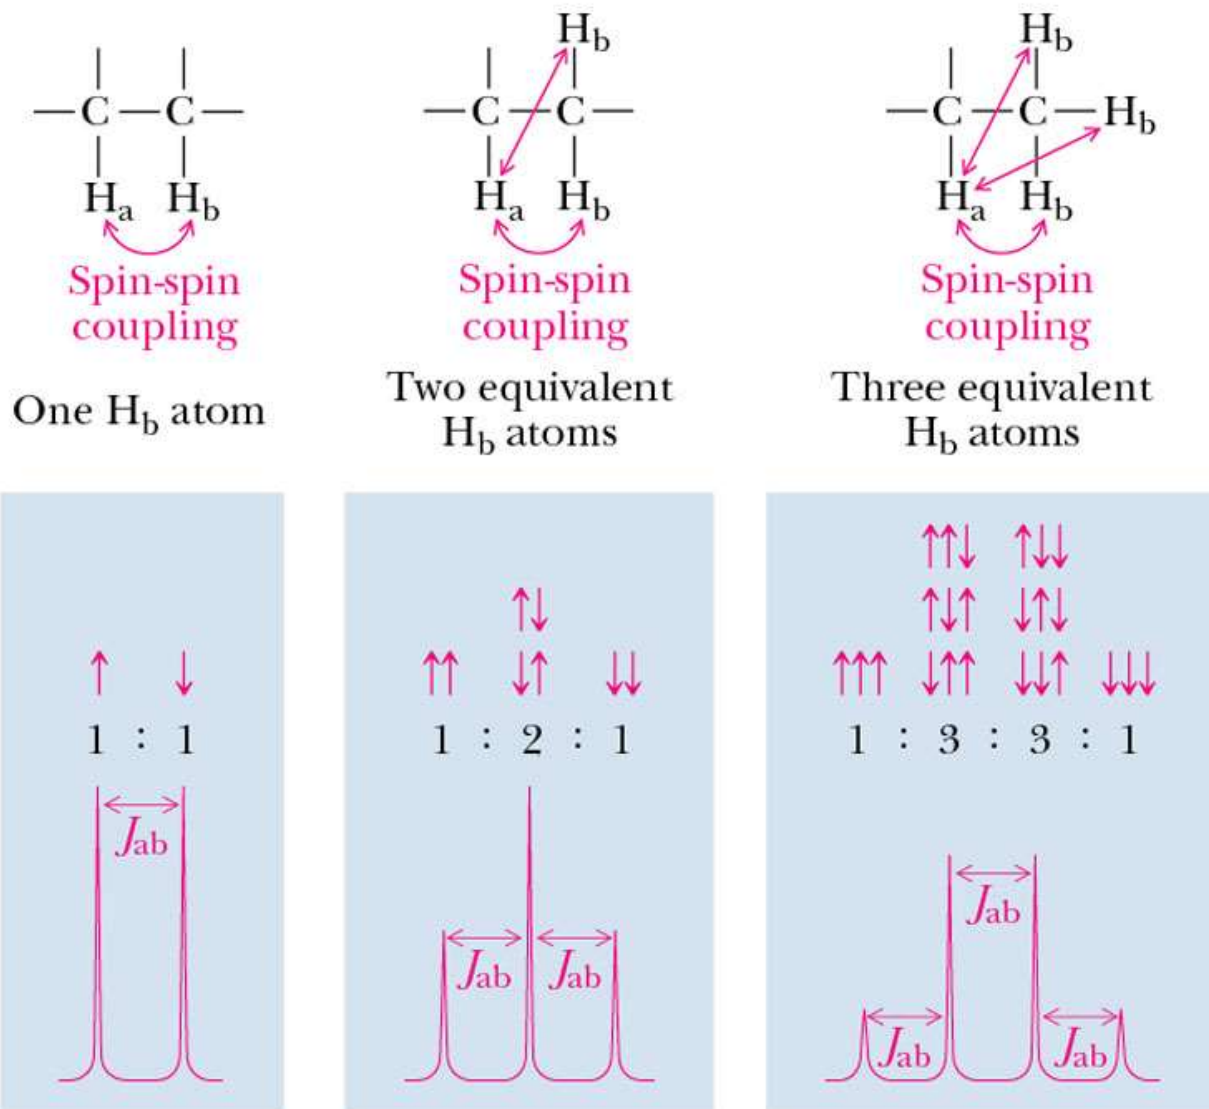 H_b
H_b
—C—C—
—C—C—
—C—C—H_b
H_a H_b
H_a H_b
H_a H_b
Spin-spin
coupling
Spin-spin
coupling
Spin-spin
coupling
One H_b atom
Two equivalent
H_b atoms
Three equivalent
H_b atoms
↑↑↓ ↑↓↓
↑↓
↑↓↑ ↓↑↓
↑ ↓
↑↑ ↓↑ ↓↓
↑↑↑ ↓↑↑ ↓↓↑ ↓↓↓
1 : 1
1 : 2 : 1
1 : 3 : 3 : 1
J_ab
J_ab J_ab
J_ab
J_ab J_ab